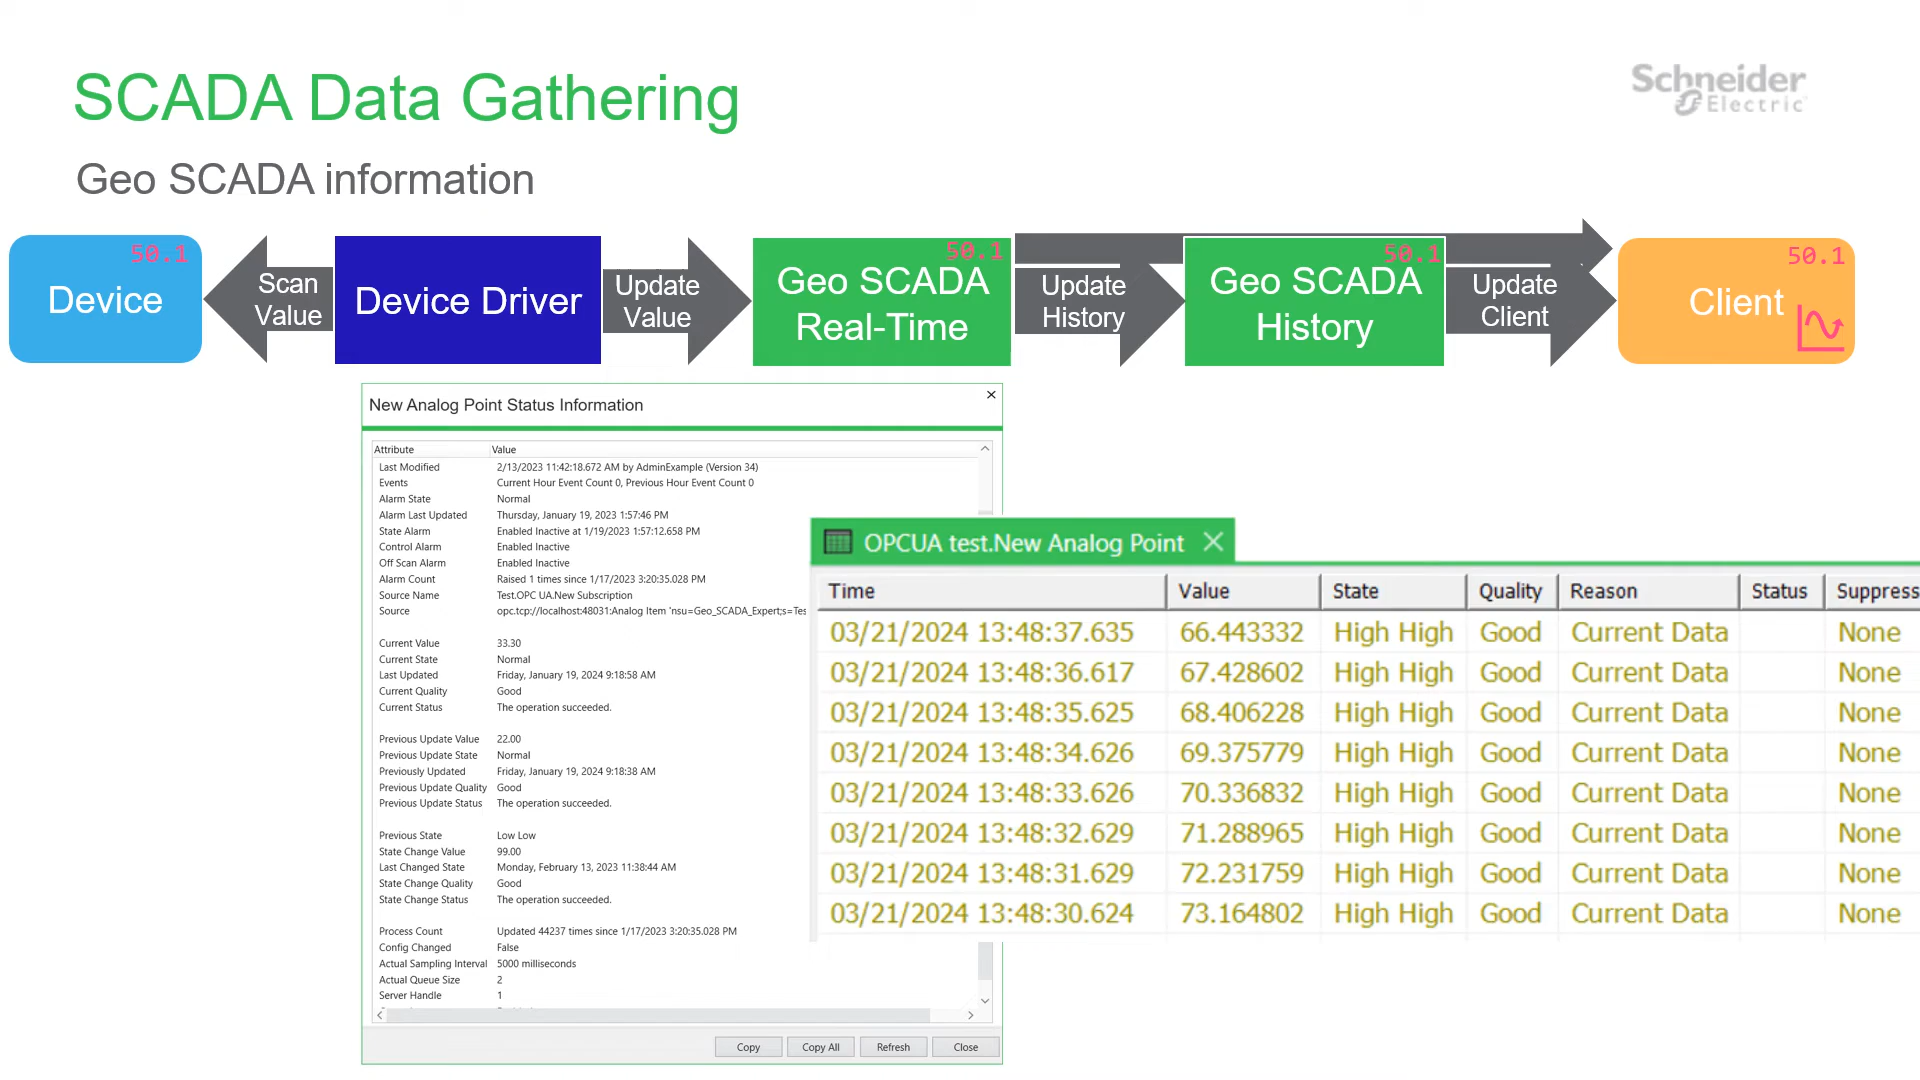 SCADA Data Gathering
Schneider
Electric
Geo SCADA information
50.1
Device
Scan
Value
Device Driver
Update
Value
50.1
Geo SCADA
Real-Time
Update
History
50.1
Geo SCADA
History
Update
Client
50.1
Client
New Analog Point Status Information
Attribute Value
Last Modified 2/13/2023 11:42:18.672 AM by AdminExample (Version 34)
Events Current Hour Event Count 0, Previous Hour Event Count 0
Alarm State Normal
Alarm Last Updated Thursday, January 19, 2023 1:57:46 PM
State Alarm Enabled Inactive at 1/19/2023 1:57:12.658 PM
Control Alarm Enabled Inactive
Off Scan Alarm Enabled Inactive
Alarm Count Raised 1 times since 1/17/2023 3:20:35.028 PM
Source Name Test.OPC UA.New Subscription
Source opc.tcp://localhost:48031:Analog Item 'nsu=Geo_SCADA_Expert;s=Tes
Current Value 33.30
Current State Normal
Last Updated Friday, January 19, 2024 9:18:58 AM
Current Quality Good
Current Status The operation succeeded.
Previous Update Value 22.00
Previous Update State Normal
Previously Updated Friday, January 19, 2024 9:18:38 AM
Previous Update Quality Good
Previous Update Status The operation succeeded.
Previous State Low Low
State Change Value 99.00
Last Changed State Monday, February 13, 2023 11:38:44 AM
State Change Quality Good
State Change Status The operation succeeded.
Process Count Updated 44237 times since 1/17/2023 3:20:35.028 PM
Config Changed False
Actual Sampling Interval 5000 milliseconds
Actual Queue Size 2
Server Handle 1
Copy Copy All Refresh Close
OPCUA test.New Analog Point
Time Value State Quality Reason Status Suppress
03/21/2024 13:48:37.635 66.443332 High High Good Current Data None
03/21/2024 13:48:36.617 67.428602 High High Good Current Data None
03/21/2024 13:48:35.625 68.406228 High High Good Current Data None
03/21/2024 13:48:34.626 69.375779 High High Good Current Data None
03/21/2024 13:48:33.626 70.336832 High High Good Current Data None
03/21/2024 13:48:32.629 71.288965 High High Good Current Data None
03/21/2024 13:48:31.629 72.231759 High High Good Current Data None
03/21/2024 13:48:30.624 73.164802 High High Good Current Data None